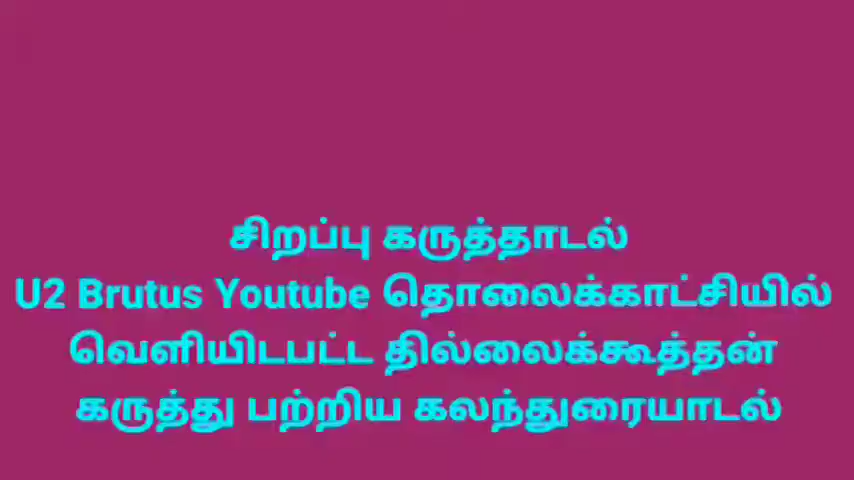 சிறப்பு கருத்தாடல்
U2 Brutus Youtube தொலைக்காட்சியில்
வெளியிடபட்ட தில்லைக்கூத்தன்
கருத்து பற்றிய கலந்துரையாடல்